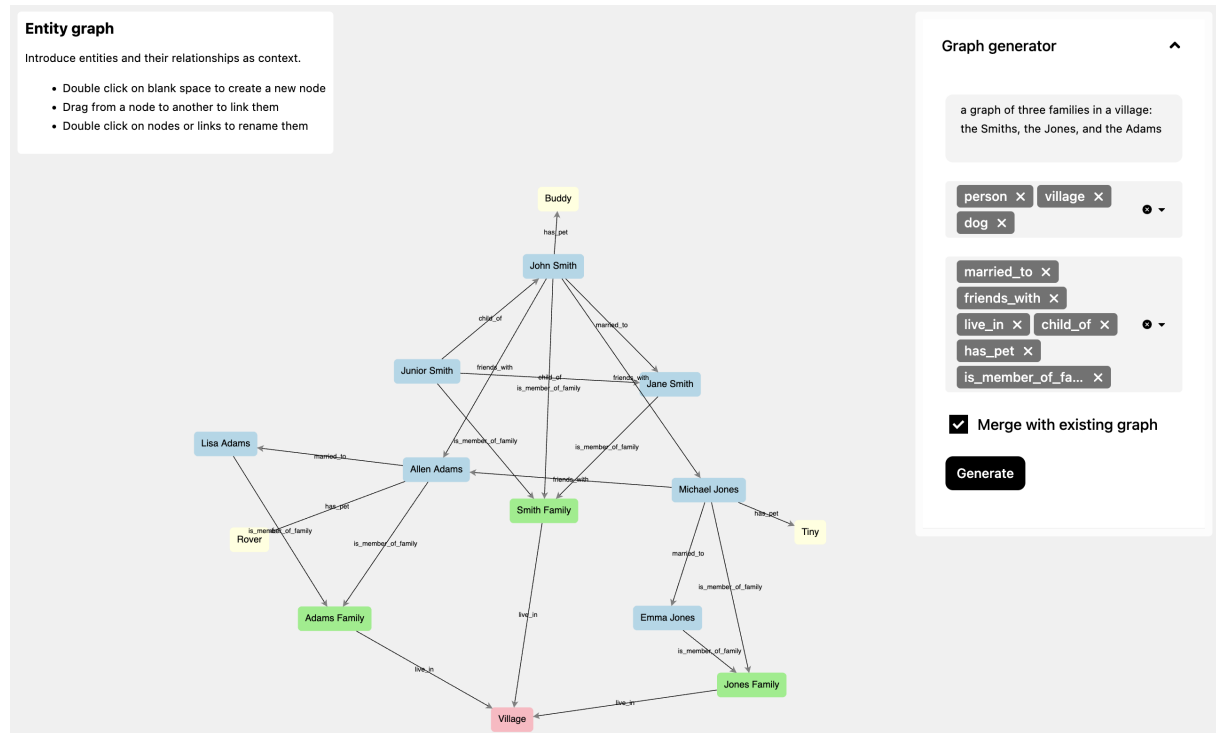 Entity graph
Introduce entities and their relationships as context.
Double click on blank space to create a new node
Drag from a node to another to link them
Double click on nodes or links to rename them
Graph generator
a graph of three families in a village:
the Smiths, the Jones, and the Adams
person
village
dog
married_to
friends_with
live_in
child_of
has_pet
is_member_of_fa...
Merge with existing graph
Generate
Buddy
has_pet
John Smith
child_of
married_to
Junior Smith
friends_with
child_of
friends_with
Jane Smith
is_member_of_family
Lisa Adams
is_member_of_family
is_member_of_family
married_to
Allen Adams
friends_with
Michael Jones
has_pet
Smith Family
has_pet
is_member_of_family
Rover
Tiny
is_member_of_family
married_to
is_member_of_family
Adams Family
live_in
Emma Jones
is_member_of_family
live_in
Jones Family
live_in
Village